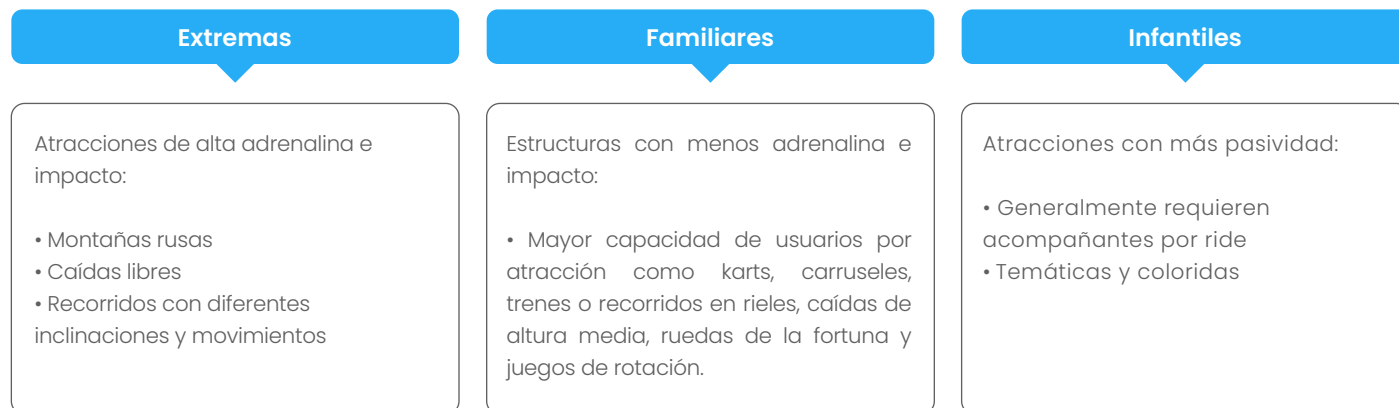 Extremas
Atracciones de alta adrenalina e
impacto:
• Montañas rusas
• Caídas libres
• Recorridos con diferentes
inclinaciones y movimientos
Familiares
Estructuras con menos adrenalina e
impacto:
• Mayor capacidad de usuarios por
atracción como karts, carruseles,
trenes o recorridos en rieles, caídas de
altura media, ruedas de la fortuna y
juegos de rotación.
Infantiles
Atracciones con más pasividad:
• Generalmente requieren
acompañantes por ride
• Temáticas y coloridas